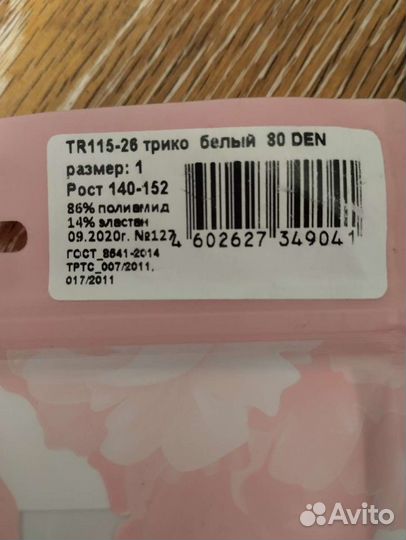 TR115-26 трико белый 80 DEN
размер: 1
Рост 140-152
86% полиамид
14% эластан
09.2020г. №127
ГОСТ_8541-2014
ТРТС_007/2011,
017/2011
4 602627 349041
Avito